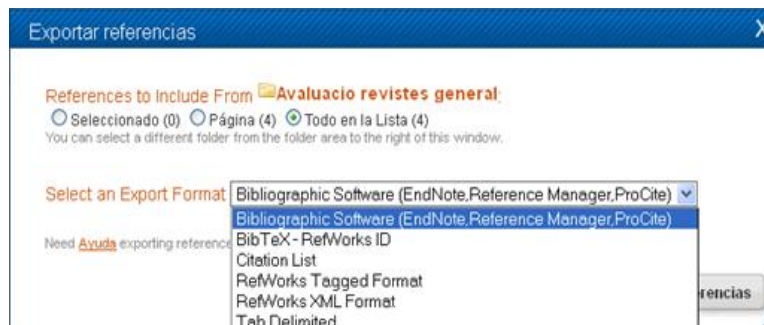 Exportar referencias X
References to Include From Avaluacio revistes general:
Seleccionado (0) Página (4) Todo en la Lista (4)
You can select a different folder from the folder area to the right of this window.
Select an Export Format Bibliographic Software (EndNote,Reference Manager,ProCite)
Bibliographic Software (EndNote,Reference Manager,ProCite)
Need Ayuda exporting reference
BibTeX - RefWorks ID
Citation List
RefWorks Tagged Format
RefWorks XML Format
erencias
Tab Delimited